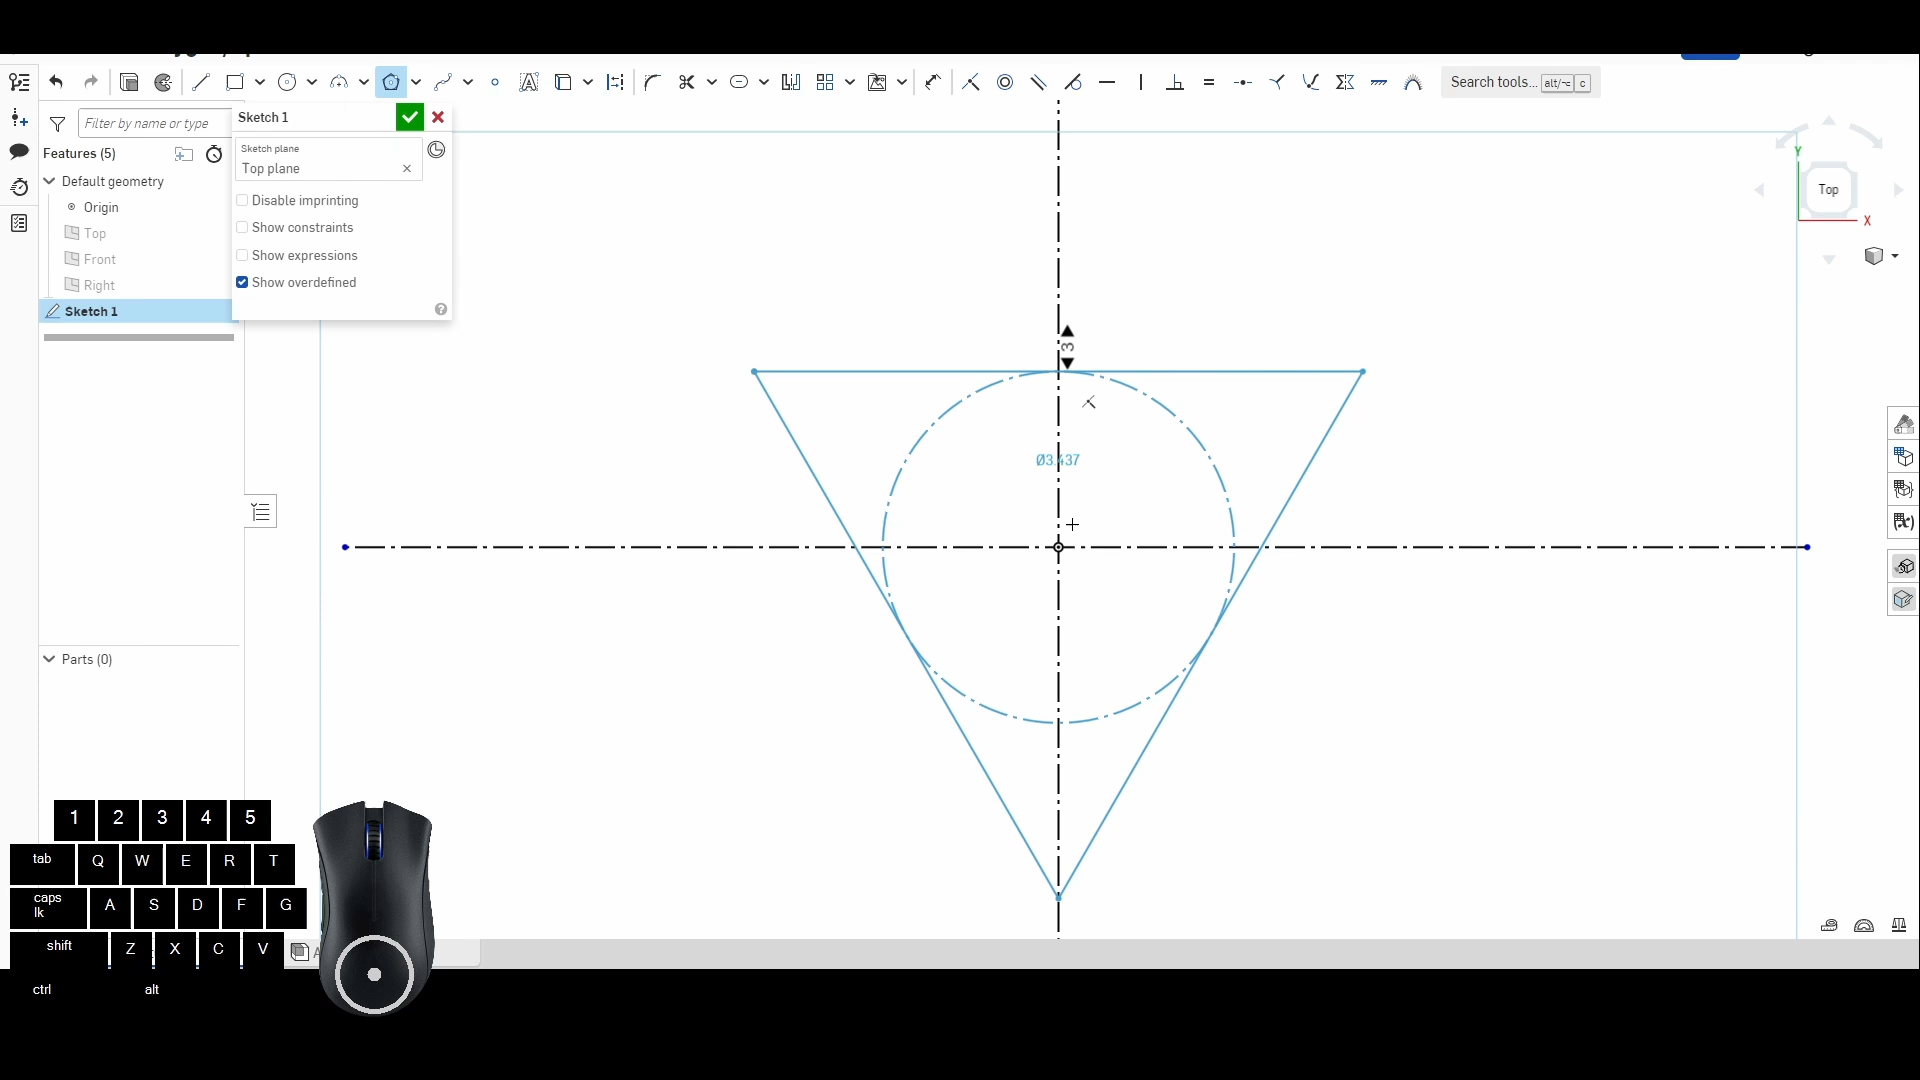 Search tools... alt/⌥ c
Filter by name or type
Sketch 1
Sketch plane
Top plane
Features (5)
Default geometry
Origin
Top
Front
Right
Sketch 1
Disable imprinting
Show constraints
Show expressions
Show overdefined
Y
Top
X
3
Ø3.437
Parts (0)
1 2 3 4 5
tab Q W E R T
caps lk A S D F G
shift Z X C V
ctrl alt